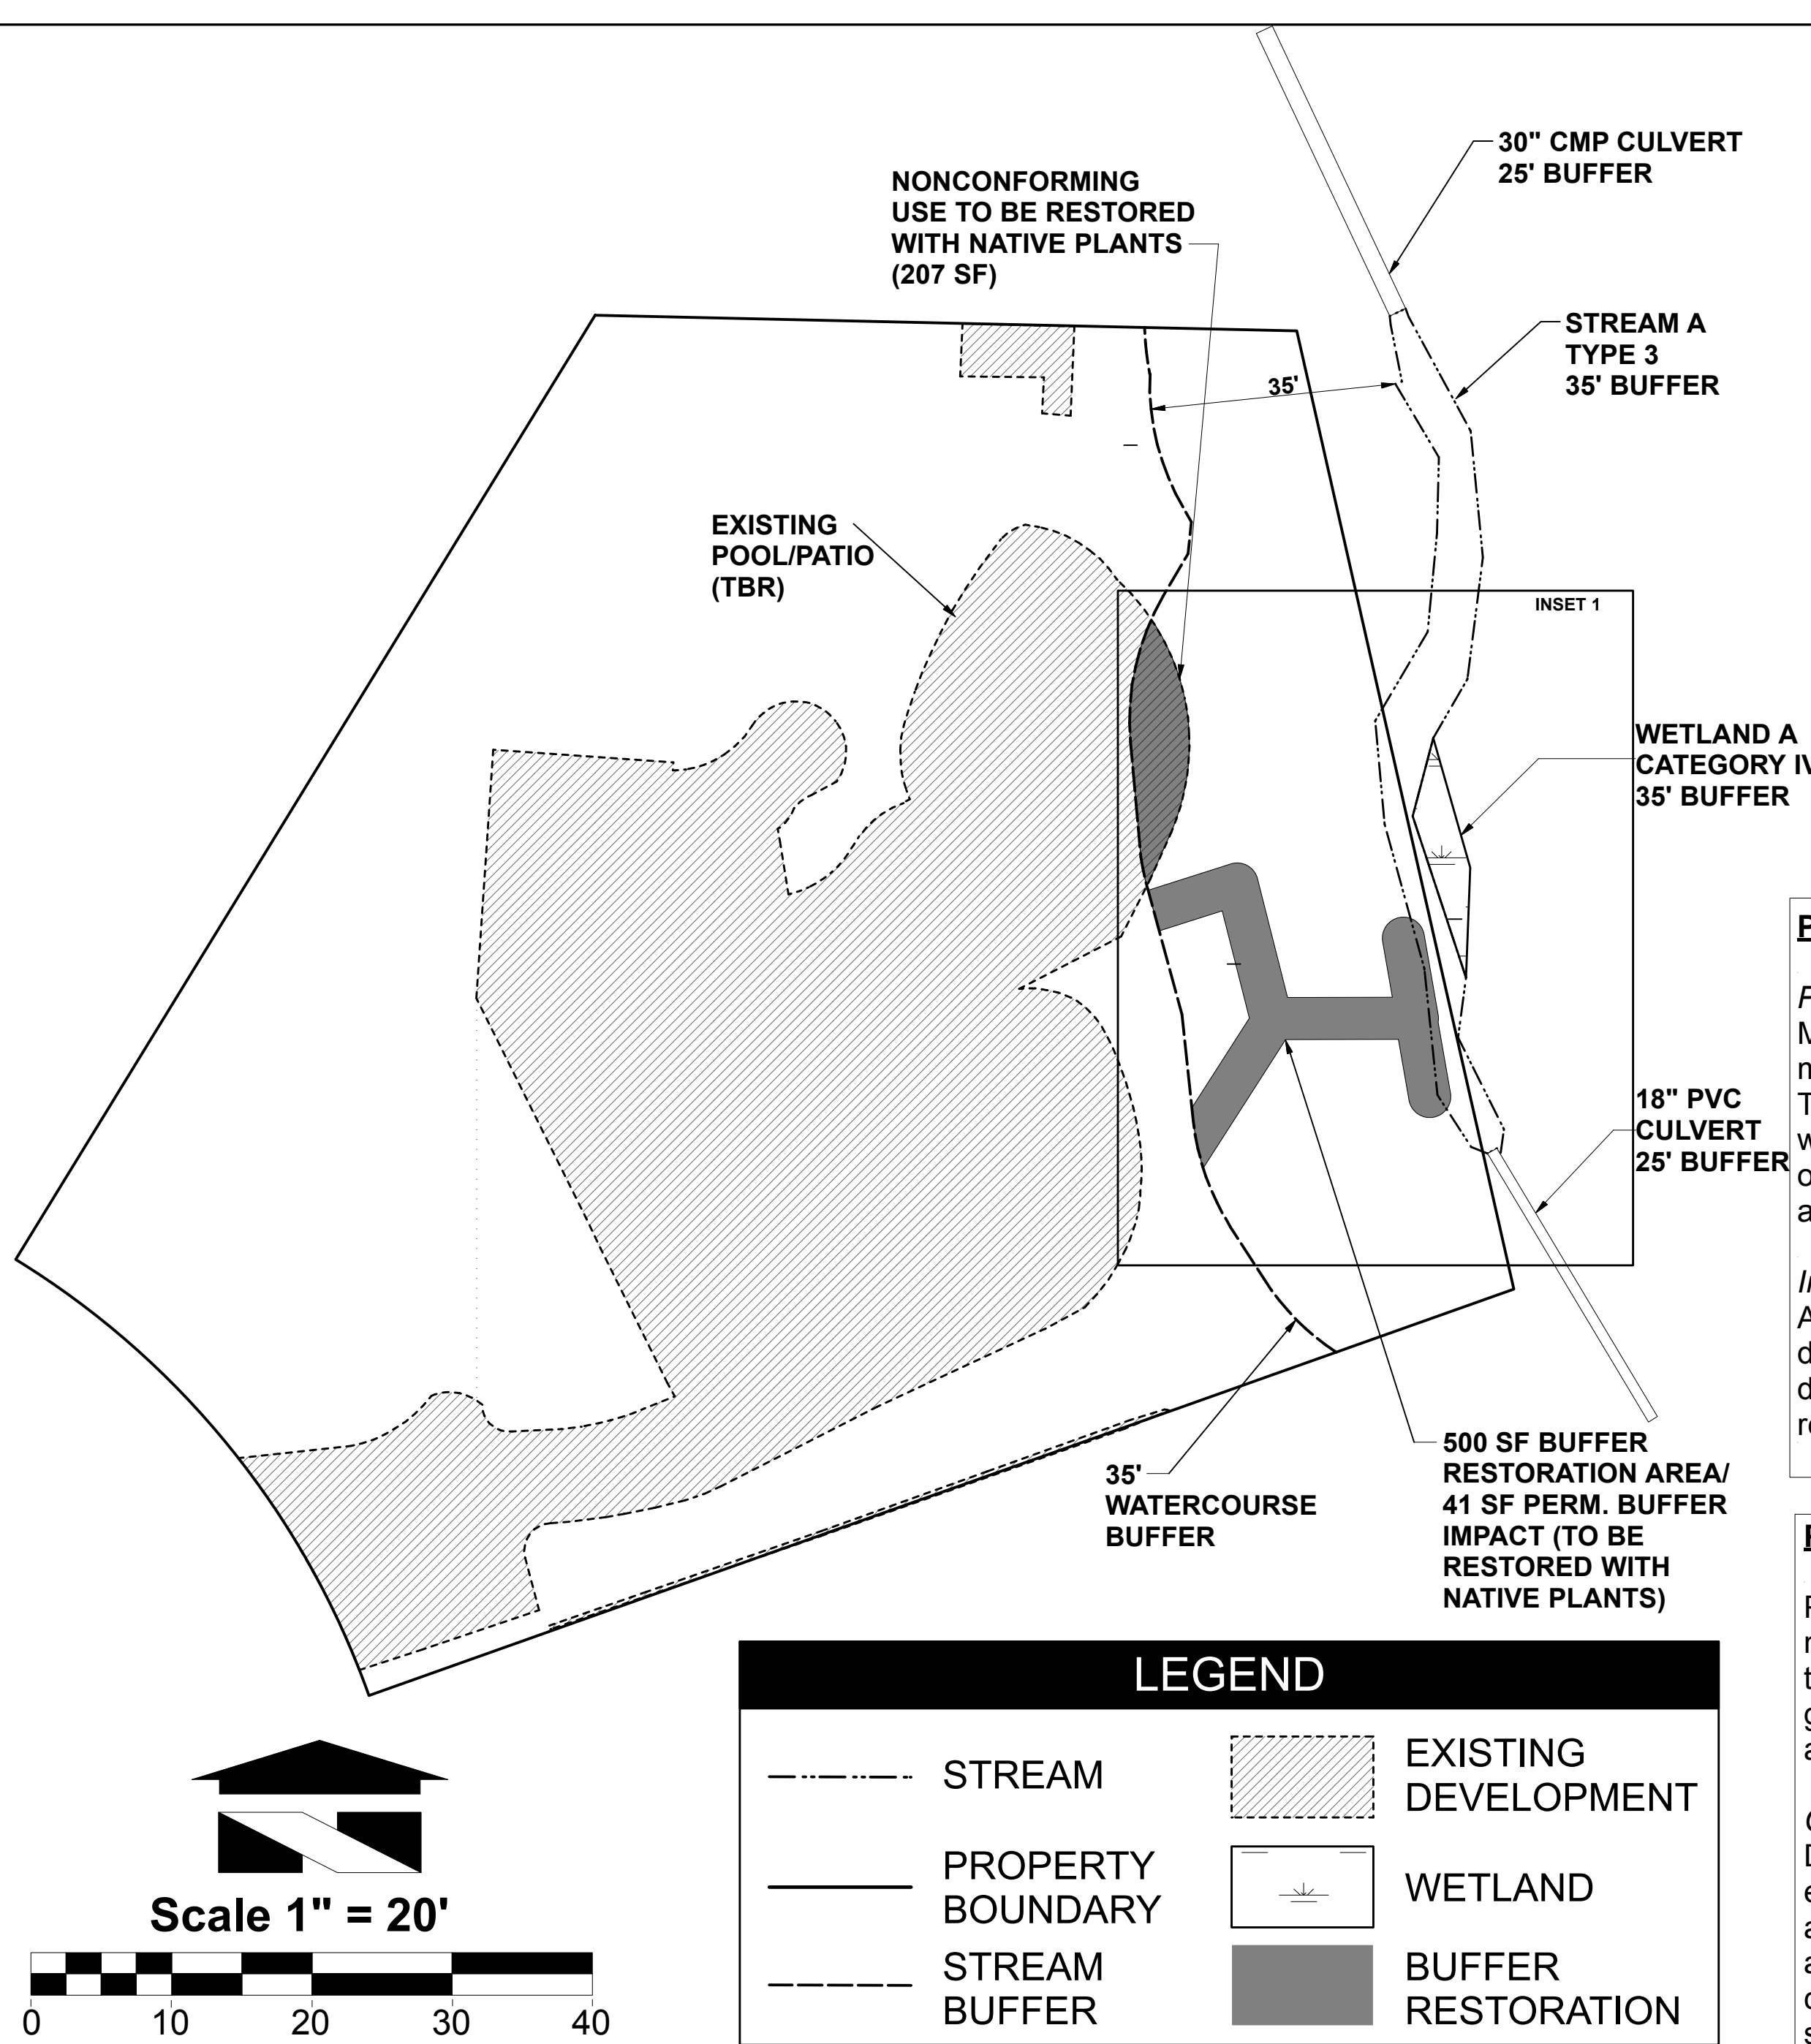 30" CMP CULVERT
25' BUFFER
NONCONFORMING
USE TO BE RESTORED
WITH NATIVE PLANTS
(207 SF)
STREAM A
TYPE 3
35' BUFFER
35'
EXISTING
POOL/PATIO
(TBR)
INSET 1
WETLAND A
CATEGORY IV
35' BUFFER
18" PVC
CULVERT
25' BUFFER
500 SF BUFFER
RESTORATION AREA/
41 SF PERM. BUFFER
IMPACT (TO BE
RESTORED WITH
NATIVE PLANTS)
35'
WATERCOURSE
BUFFER
LEGEND
STREAM
EXISTING
DEVELOPMENT
PROPERTY
BOUNDARY
WETLAND
STREAM
BUFFER
BUFFER
RESTORATION
Scale 1" = 20'
0 10 20 30 40